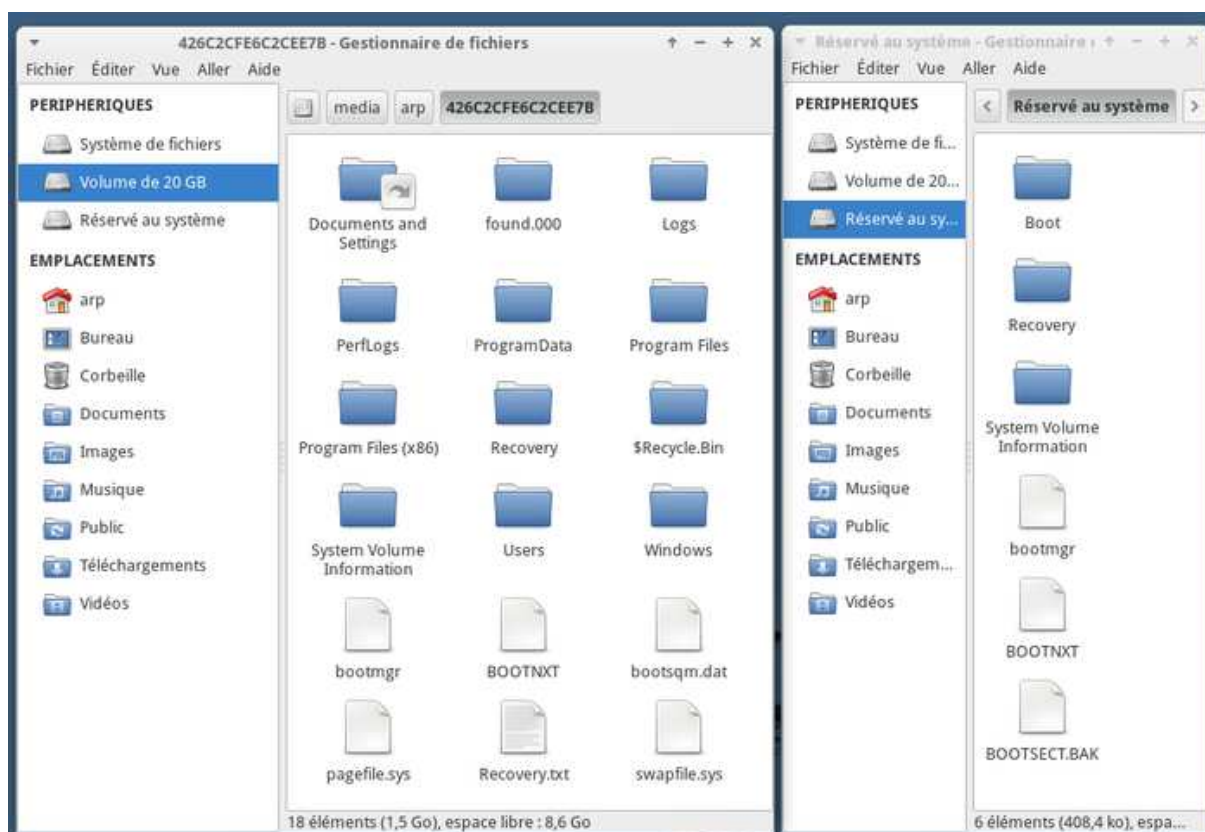 426C2CFE6C2CEE7B - Gestionnaire de fichiers
Fichier Éditer Vue Aller Aide
PERIPHERIQUES
Système de fichiers
Volume de 20 GB
Réservé au système
EMPLACEMENTS
arp
Bureau
Corbeille
Documents
Images
Musique
Public
Téléchargements
Vidéos
media arp 426C2CFE6C2CEE7B
Documents and
Settings
found.000
Logs
PerfLogs
ProgramData
Program Files
Program Files (x86)
Recovery
$Recycle.Bin
System Volume
Information
Users
Windows
bootmgr
BOOTNXT
bootsqm.dat
pagefile.sys
Recovery.txt
swapfile.sys
18 éléments (1,5 Go), espace libre : 8,6 Go
Réservé au système - Gestionnaire
Fichier Éditer Vue Aller Aide
PERIPHERIQUES
Système de fi...
Volume de 20...
Réservé au sy...
EMPLACEMENTS
arp
Bureau
Corbeille
Documents
Images
Musique
Public
Téléchargem...
Vidéos
Réservé au système
Boot
Recovery
System Volume
Information
bootmgr
BOOTNXT
BOOTSECT.BAK
6 éléments (408,4 ko), espa...